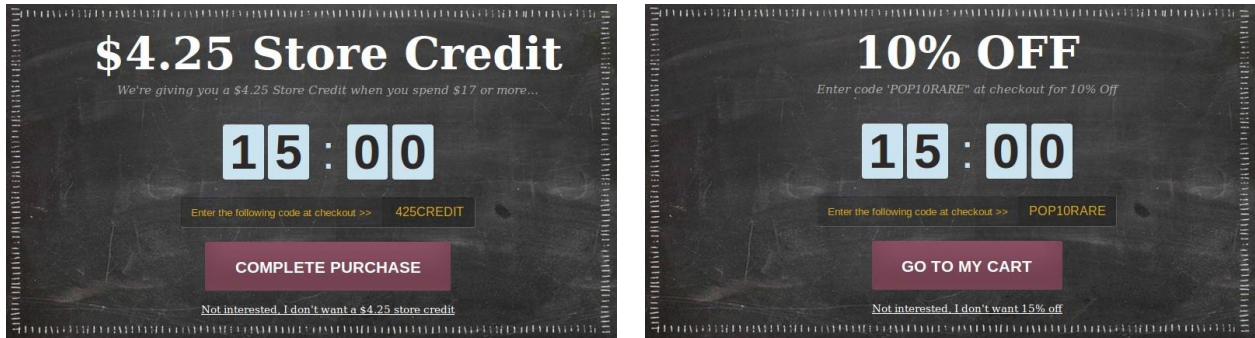 $4.25 Store Credit
We're giving you a $4.25 Store Credit when you spend $17 or more...
15:00
Enter the following code at checkout >> 425CREDIT
COMPLETE PURCHASE
Not interested, I don't want a $4.25 store credit
10% OFF
Enter code 'POP10RARE" at checkout for 10% Off
15:00
Enter the following code at checkout >> POP10RARE
GO TO MY CART
Not interested, I don't want 15% off